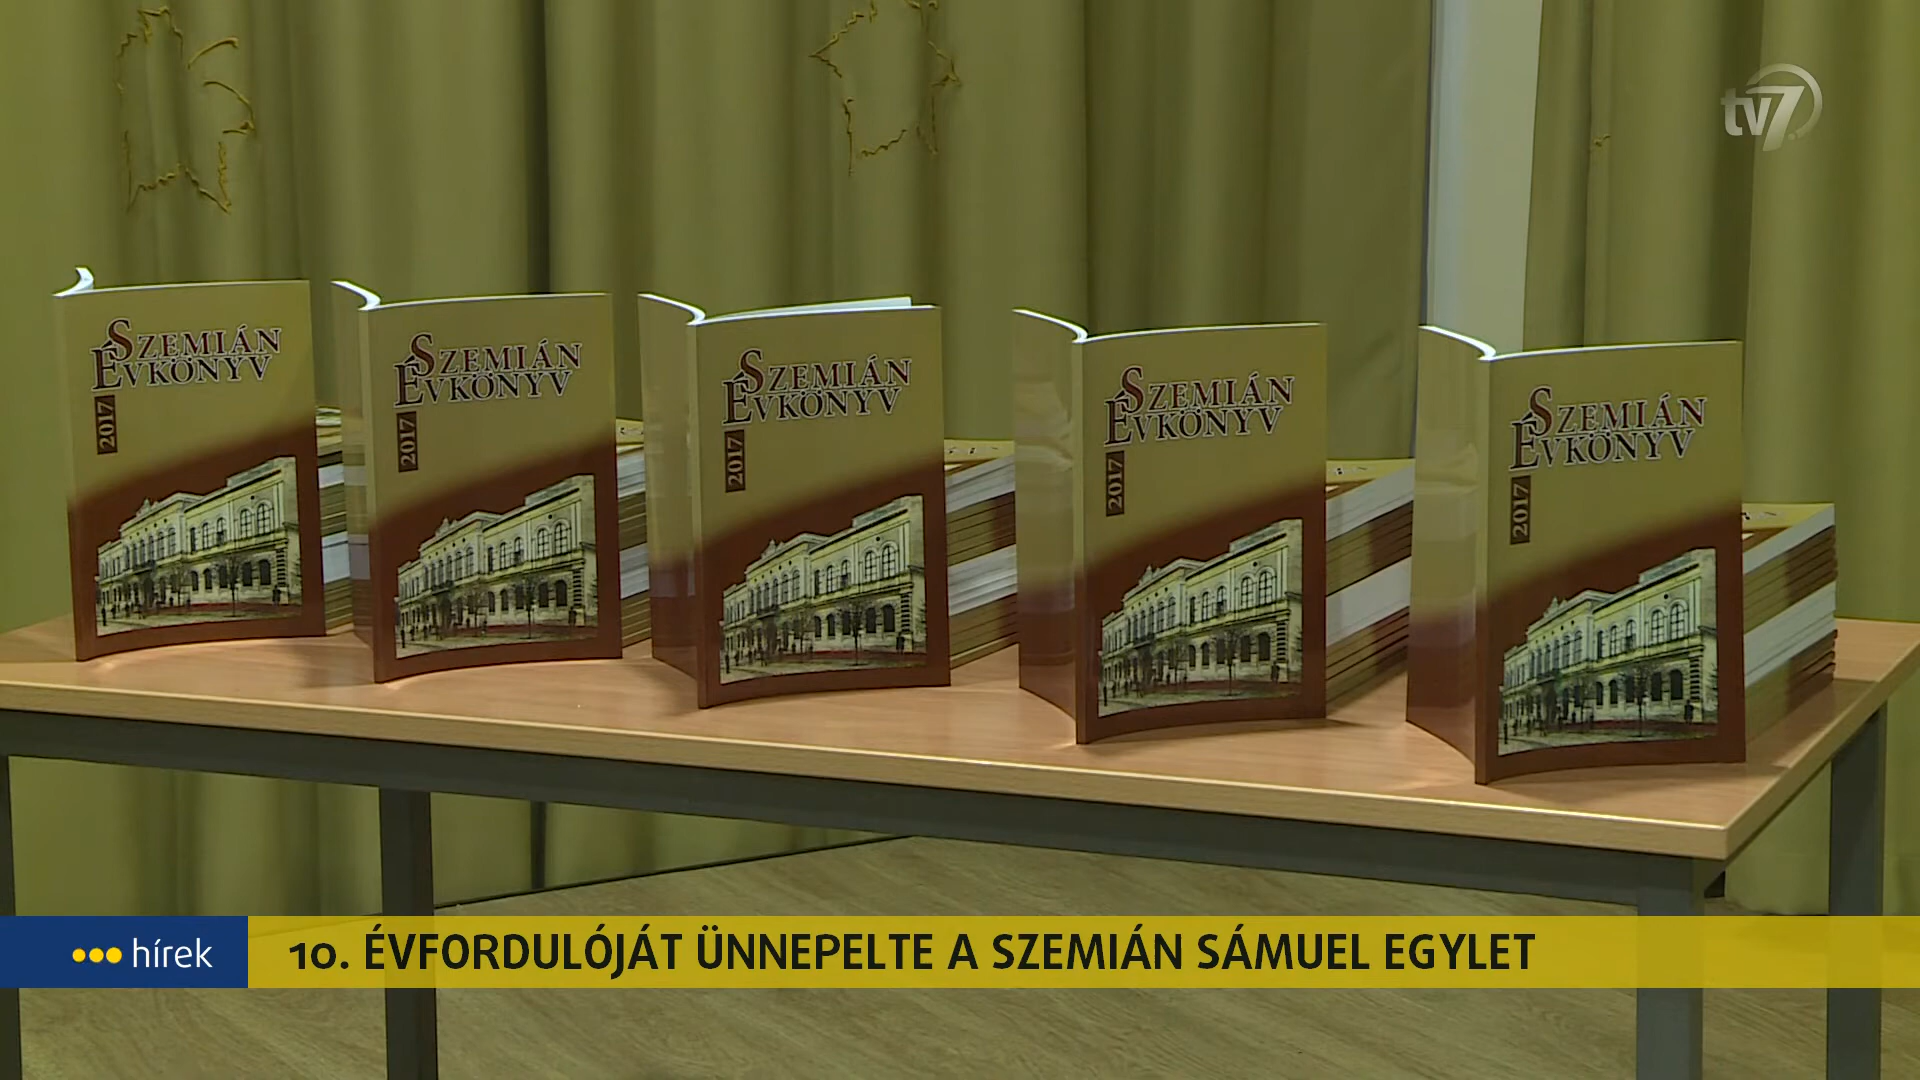 tv7
SZEMIÁN
ÉVKÖNYV
2017
SZEMIÁN
ÉVKÖNYV
2017
SZEMIÁN
ÉVKÖNYV
2017
SZEMIÁN
ÉVKÖNYV
2017
SZEMIÁN
ÉVKÖNYV
2017
hírek
10. ÉVFORDULÓJÁT ÜNNEPELTE A SZEMIÁN SÁMUEL EGYLET